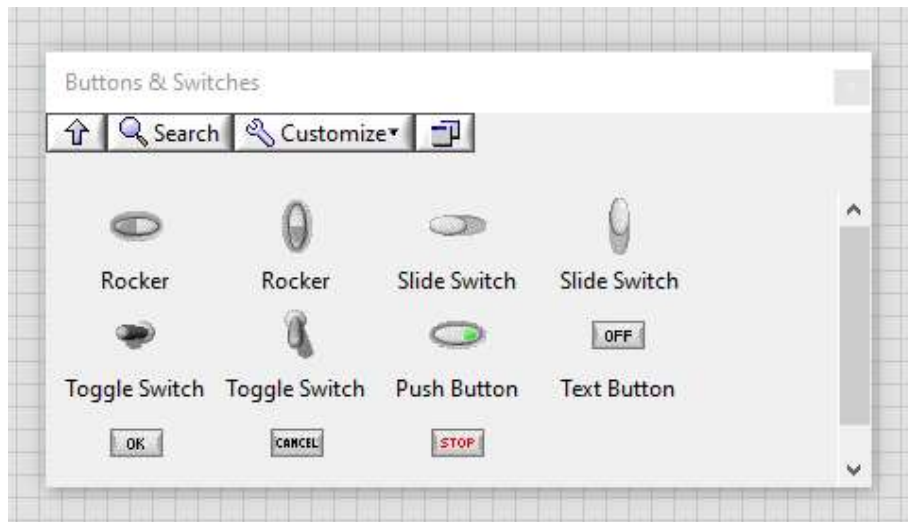 Buttons & Switches
Search Customize
Rocker Rocker Slide Switch Slide Switch
OFF
Toggle Switch Toggle Switch Push Button Text Button
OK CANCEL STOP